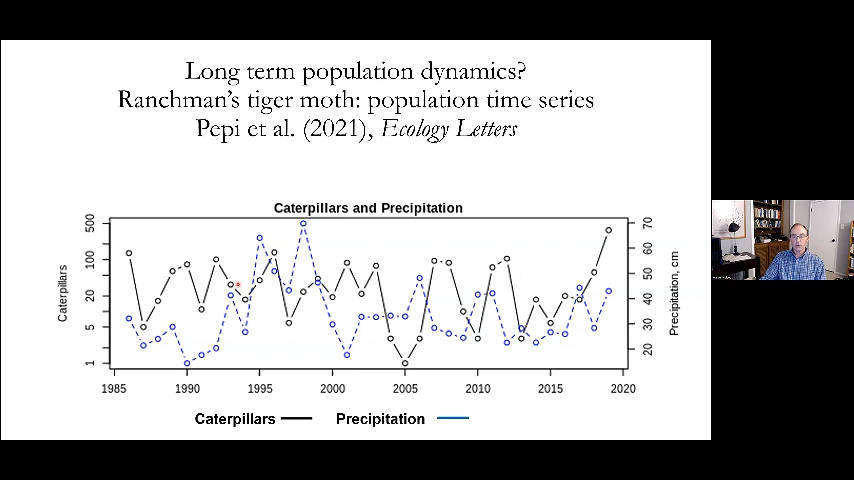 Long term population dynamics?
Ranchman's tiger moth: population time series
Pepi et al. (2021), Ecology Letters
Caterpillars and Precipitation
Caterpillars
500
100
20
5
1
70
60
50
40
30
20
Precipitation, cm
1985 1990 1995 2000 2005 2010 2015 2020
Caterpillars Precipitation